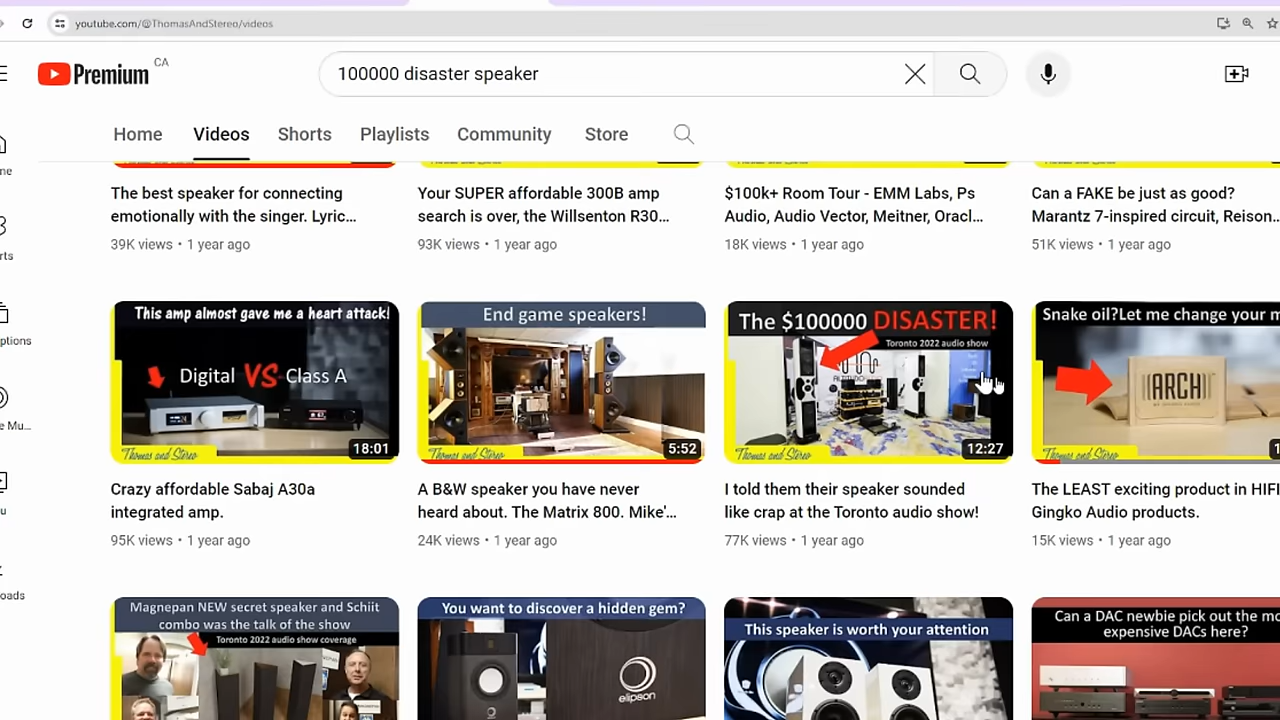 youtube.com/@ThomasAndStereo/videos
Premium CA
100000 disaster speaker
Home Videos Shorts Playlists Community Store
The best speaker for connecting
emotionally with the singer. Lyric...
39K views • 1 year ago
Your SUPER affordable 300B amp
search is over, the Willsenton R30...
93K views • 1 year ago
$100k+ Room Tour - EMM Labs, Ps
Audio, Audio Vector, Meitner, Oracl...
18K views • 1 year ago
Can a FAKE be just as good?
Marantz 7-inspired circuit, Reison...
51K views • 1 year ago
This amp almost gave me a heart attack!
Digital VS Class A
Thomas and Stereo
18:01
Crazy affordable Sabaj A30a
integrated amp.
95K views • 1 year ago
End game speakers!
Thomas and Stereo
5:52
A B&W speaker you have never
heard about. The Matrix 800. Mike'...
24K views • 1 year ago
The $100000 DISASTER!
Toronto 2022 audio show
Thomas and Stereo
12:27
I told them their speaker sounded
like crap at the Toronto audio show!
77K views • 1 year ago
Snake oil?Let me change your m
ARCH
Thomas and Stereo
The LEAST exciting product in HIFI
Gingko Audio products.
15K views • 1 year ago
Magnepan NEW secret speaker and Schiit
combo was the talk of the show
Toronto 2022 audio show coverage
You want to discover a hidden gem?
elipson
This speaker is worth your attention
Can a DAC newbie pick out the mo
expensive DACs here?